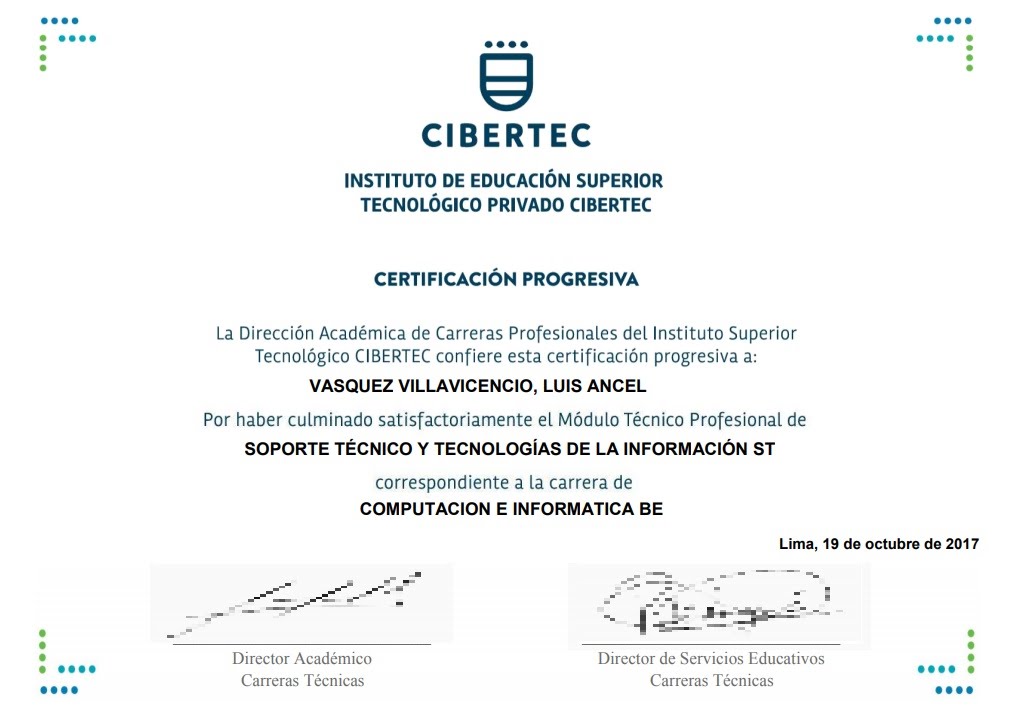 CIBERTEC
INSTITUTO DE EDUCACIÓN SUPERIOR
TECNOLÓGICO PRIVADO CIBERTEC
CERTIFICACIÓN PROGRESIVA
La Dirección Académica de Carreras Profesionales del Instituto Superior
Tecnológico CIBERTEC confiere esta certificación progresiva a:
VASQUEZ VILLAVICENCIO, LUIS ANCEL
Por haber culminado satisfactoriamente el Módulo Técnico Profesional de
SOPORTE TÉCNICO Y TECNOLOGÍAS DE LA INFORMACIÓN ST
correspondiente a la carrera de
COMPUTACION E INFORMATICA BE
Lima, 19 de octubre de 2017
Director Académico
Carreras Técnicas
Director de Servicios Educativos
Carreras Técnicas